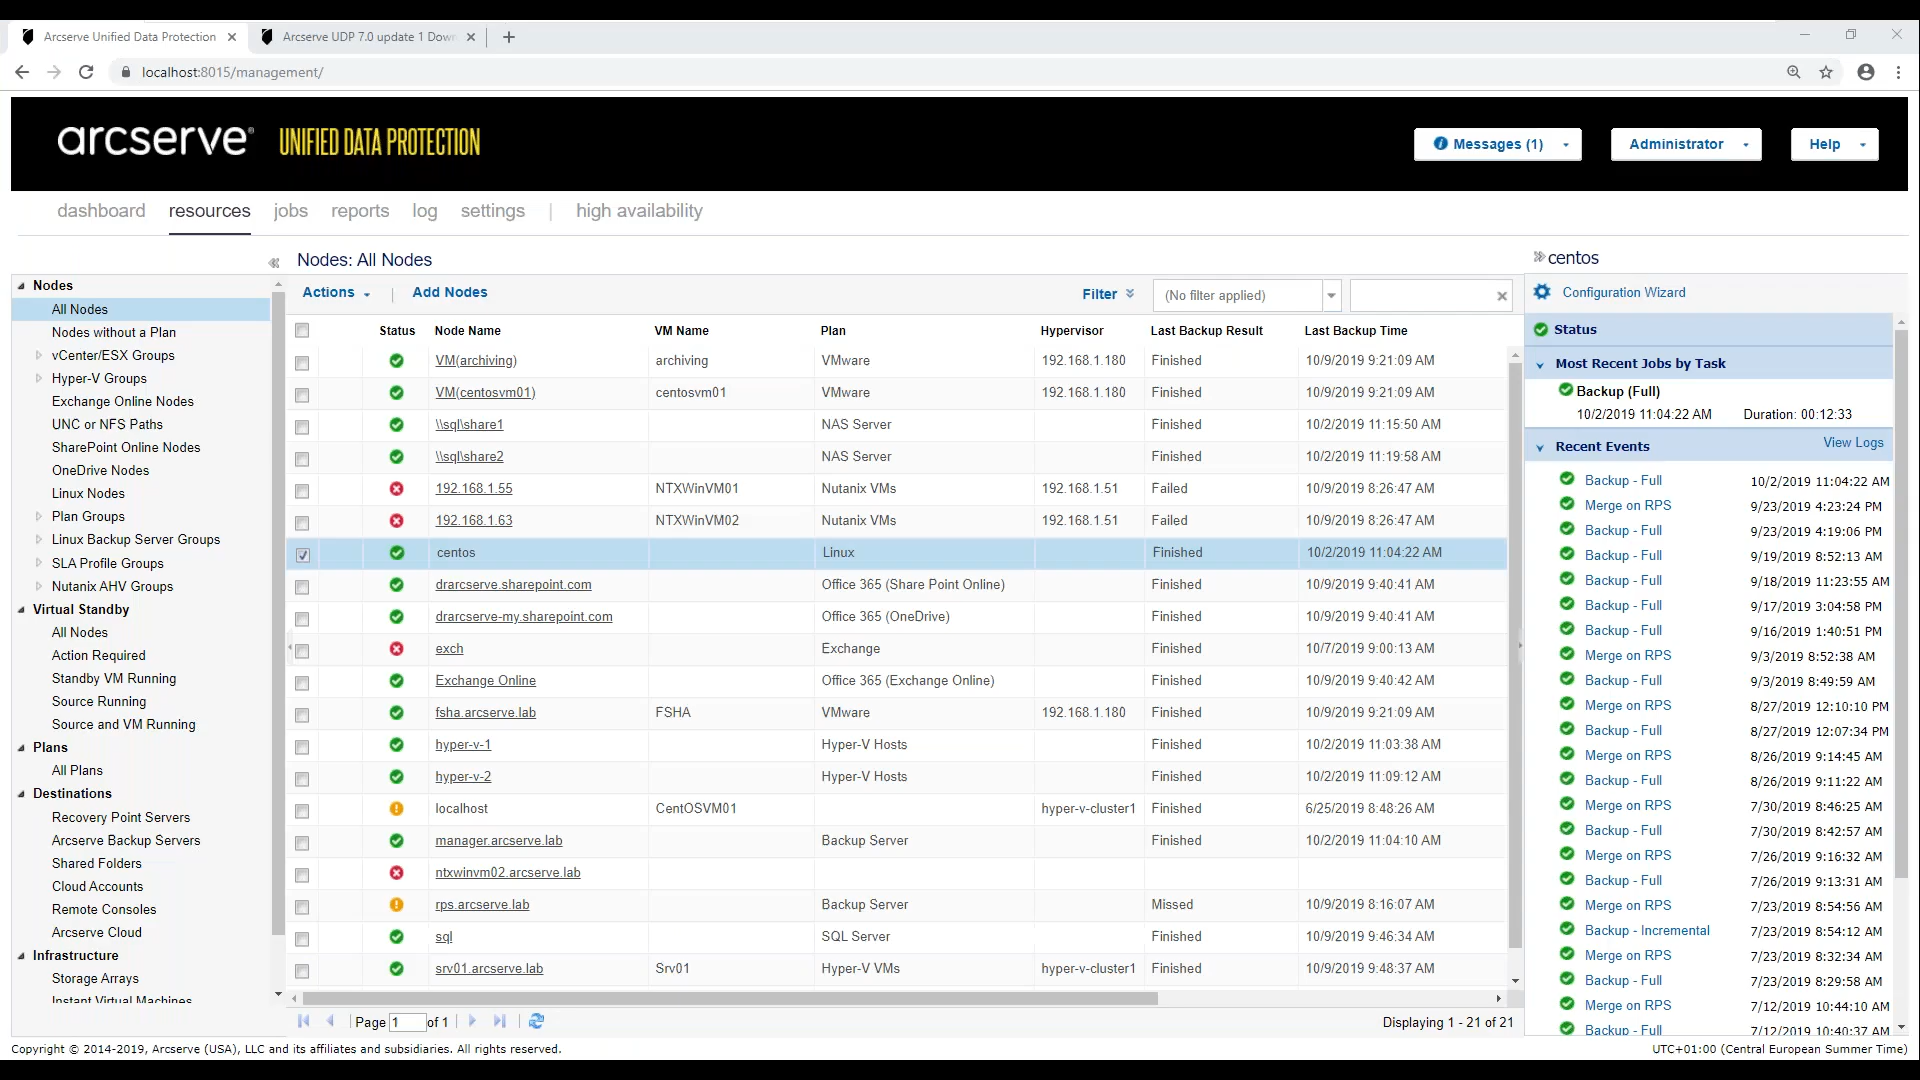 Arcserve Unified Data Protection
Arcserve UDP 7.0 update 1 Down
localhost:8015/management/
arcserve® UNIFIED DATA PROTECTION
Messages (1)
Administrator
Help
dashboard resources jobs reports log settings | high availability
Nodes: All Nodes
centos
Actions | Add Nodes
Filter (No filter applied)
Configuration Wizard
Nodes
All Nodes
Nodes without a Plan
vCenter/ESX Groups
Hyper-V Groups
Exchange Online Nodes
UNC or NFS Paths
SharePoint Online Nodes
OneDrive Nodes
Linux Nodes
Plan Groups
Linux Backup Server Groups
SLA Profile Groups
Nutanix AHV Groups
Virtual Standby
All Nodes
Action Required
Standby VM Running
Source Running
Source and VM Running
Plans
All Plans
Destinations
Recovery Point Servers
Arcserve Backup Servers
Shared Folders
Cloud Accounts
Remote Consoles
Arcserve Cloud
Infrastructure
Storage Arrays
Instant Virtual Machines
Status Node Name VM Name Plan Hypervisor Last Backup Result Last Backup Time
VM(archiving) archiving VMware 192.168.1.180 Finished 10/9/2019 9:21:09 AM
VM(centosvm01) centosvm01 VMware 192.168.1.180 Finished 10/9/2019 9:21:09 AM
\\sql\share1 NAS Server Finished 10/2/2019 11:15:50 AM
\\sql\share2 NAS Server Finished 10/2/2019 11:19:58 AM
192.168.1.55 NTXWinVM01 Nutanix VMs 192.168.1.51 Failed 10/9/2019 8:26:47 AM
192.168.1.63 NTXWinVM02 Nutanix VMs 192.168.1.51 Failed 10/9/2019 8:26:47 AM
centos Linux Finished 10/2/2019 11:04:22 AM
drarcserve.sharepoint.com Office 365 (Share Point Online) Finished 10/9/2019 9:40:41 AM
drarcserve-my.sharepoint.com Office 365 (OneDrive) Finished 10/9/2019 9:40:41 AM
exch Exchange Finished 10/7/2019 9:00:13 AM
Exchange Online Office 365 (Exchange Online) Finished 10/9/2019 9:40:42 AM
fsha.arcserve.lab FSHA VMware 192.168.1.180 Finished 10/9/2019 9:21:09 AM
hyper-v-1 Hyper-V Hosts Finished 10/2/2019 11:03:38 AM
hyper-v-2 Hyper-V Hosts Finished 10/2/2019 11:09:12 AM
localhost CentOSVM01 hyper-v-cluster1 Finished 6/25/2019 8:48:26 AM
manager.arcserve.lab Backup Server Finished 10/2/2019 11:04:10 AM
ntxwinvm02.arcserve.lab
rps.arcserve.lab Backup Server Missed 10/9/2019 8:16:07 AM
sql SQL Server Finished 10/9/2019 9:46:34 AM
srv01.arcserve.lab Srv01 Hyper-V VMs hyper-v-cluster1 Finished 10/9/2019 9:48:37 AM
Page 1 of 1
Displaying 1 - 21 of 21
Status
Most Recent Jobs by Task
Backup (Full)
10/2/2019 11:04:22 AM Duration: 00:12:33
Recent Events View Logs
Backup - Full 10/2/2019 11:04:22 AM
Merge on RPS 9/23/2019 4:23:24 PM
Backup - Full 9/23/2019 4:19:06 PM
Backup - Full 9/19/2019 8:52:13 AM
Backup - Full 9/18/2019 11:23:55 AM
Backup - Full 9/17/2019 3:04:58 PM
Backup - Full 9/16/2019 1:40:51 PM
Merge on RPS 9/3/2019 8:52:38 AM
Backup - Full 9/3/2019 8:49:59 AM
Merge on RPS 8/27/2019 12:10:10 PM
Backup - Full 8/27/2019 12:07:34 PM
Merge on RPS 8/26/2019 9:14:45 AM
Backup - Full 8/26/2019 9:11:22 AM
Merge on RPS 7/30/2019 8:46:25 AM
Backup - Full 7/30/2019 8:42:57 AM
Merge on RPS 7/26/2019 9:16:32 AM
Backup - Full 7/26/2019 9:13:31 AM
Merge on RPS 7/23/2019 8:54:56 AM
Backup - Incremental 7/23/2019 8:54:12 AM
Merge on RPS 7/23/2019 8:32:34 AM
Backup - Full 7/23/2019 8:29:58 AM
Merge on RPS 7/12/2019 10:44:10 AM
Backup - Full 7/12/2019 10:40:37 AM
Copyright © 2014-2019, Arcserve (USA), LLC and its affiliates and subsidiaries. All rights reserved.
UTC+01:00 (Central European Summer Time)